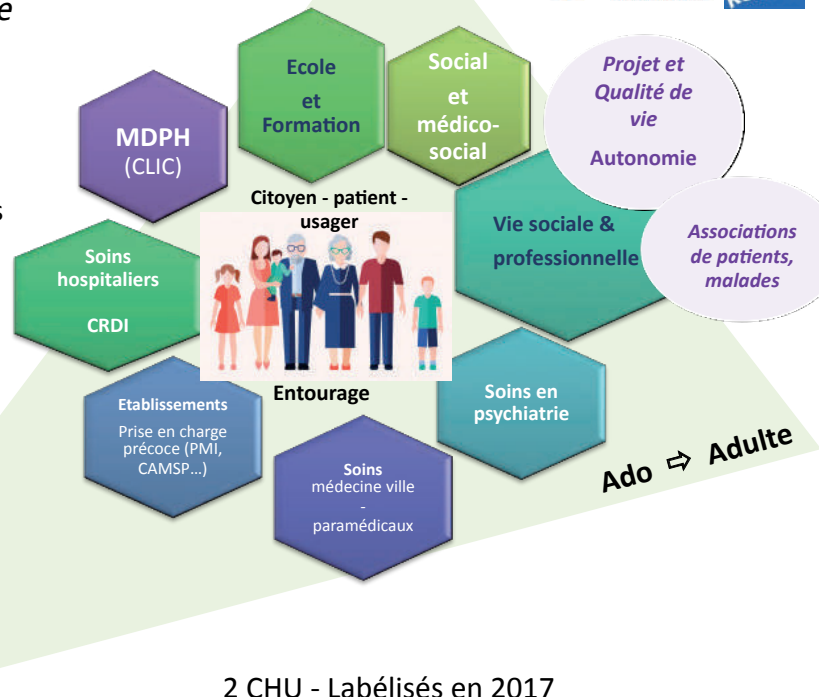 e
Ecole
et
Formation
Social
et
médico-
social
Projet et
Qualité de
vie
Autonomie
MDPH
(CLIC)
s
Citoyen - patient -
usager
Vie sociale &
professionnelle
Associations
de patients,
malades
Soins
hospitaliers
CRDI
Entourage
Soins en
psychiatrie
Etablissements
Prise en charge
précoce (PMI,
CAMSP...)
Soins
médecine ville
-
paramédicaux
Ado ⇨ Adulte
2 CHU - Labélisés en 2017